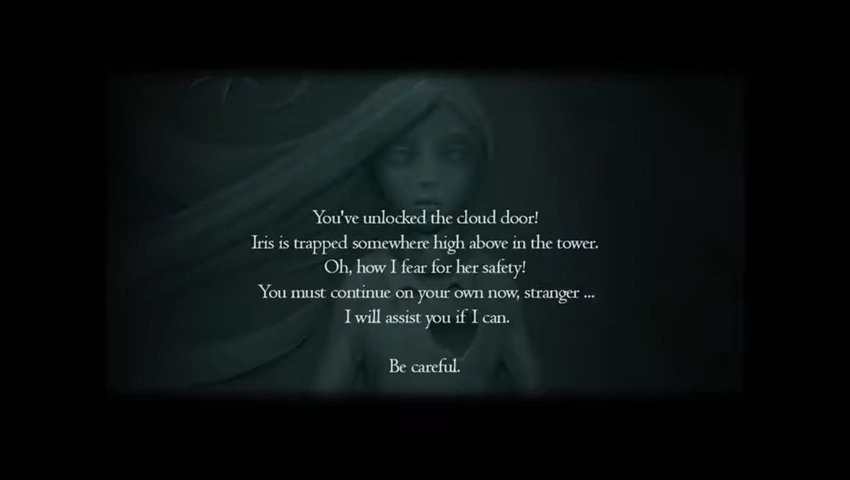 You've unlocked the cloud door!
Iris is trapped somewhere high above in the tower.
Oh, how I fear for her safety!
You must continue on your own now, stranger ...
I will assist you if I can.
Be careful.